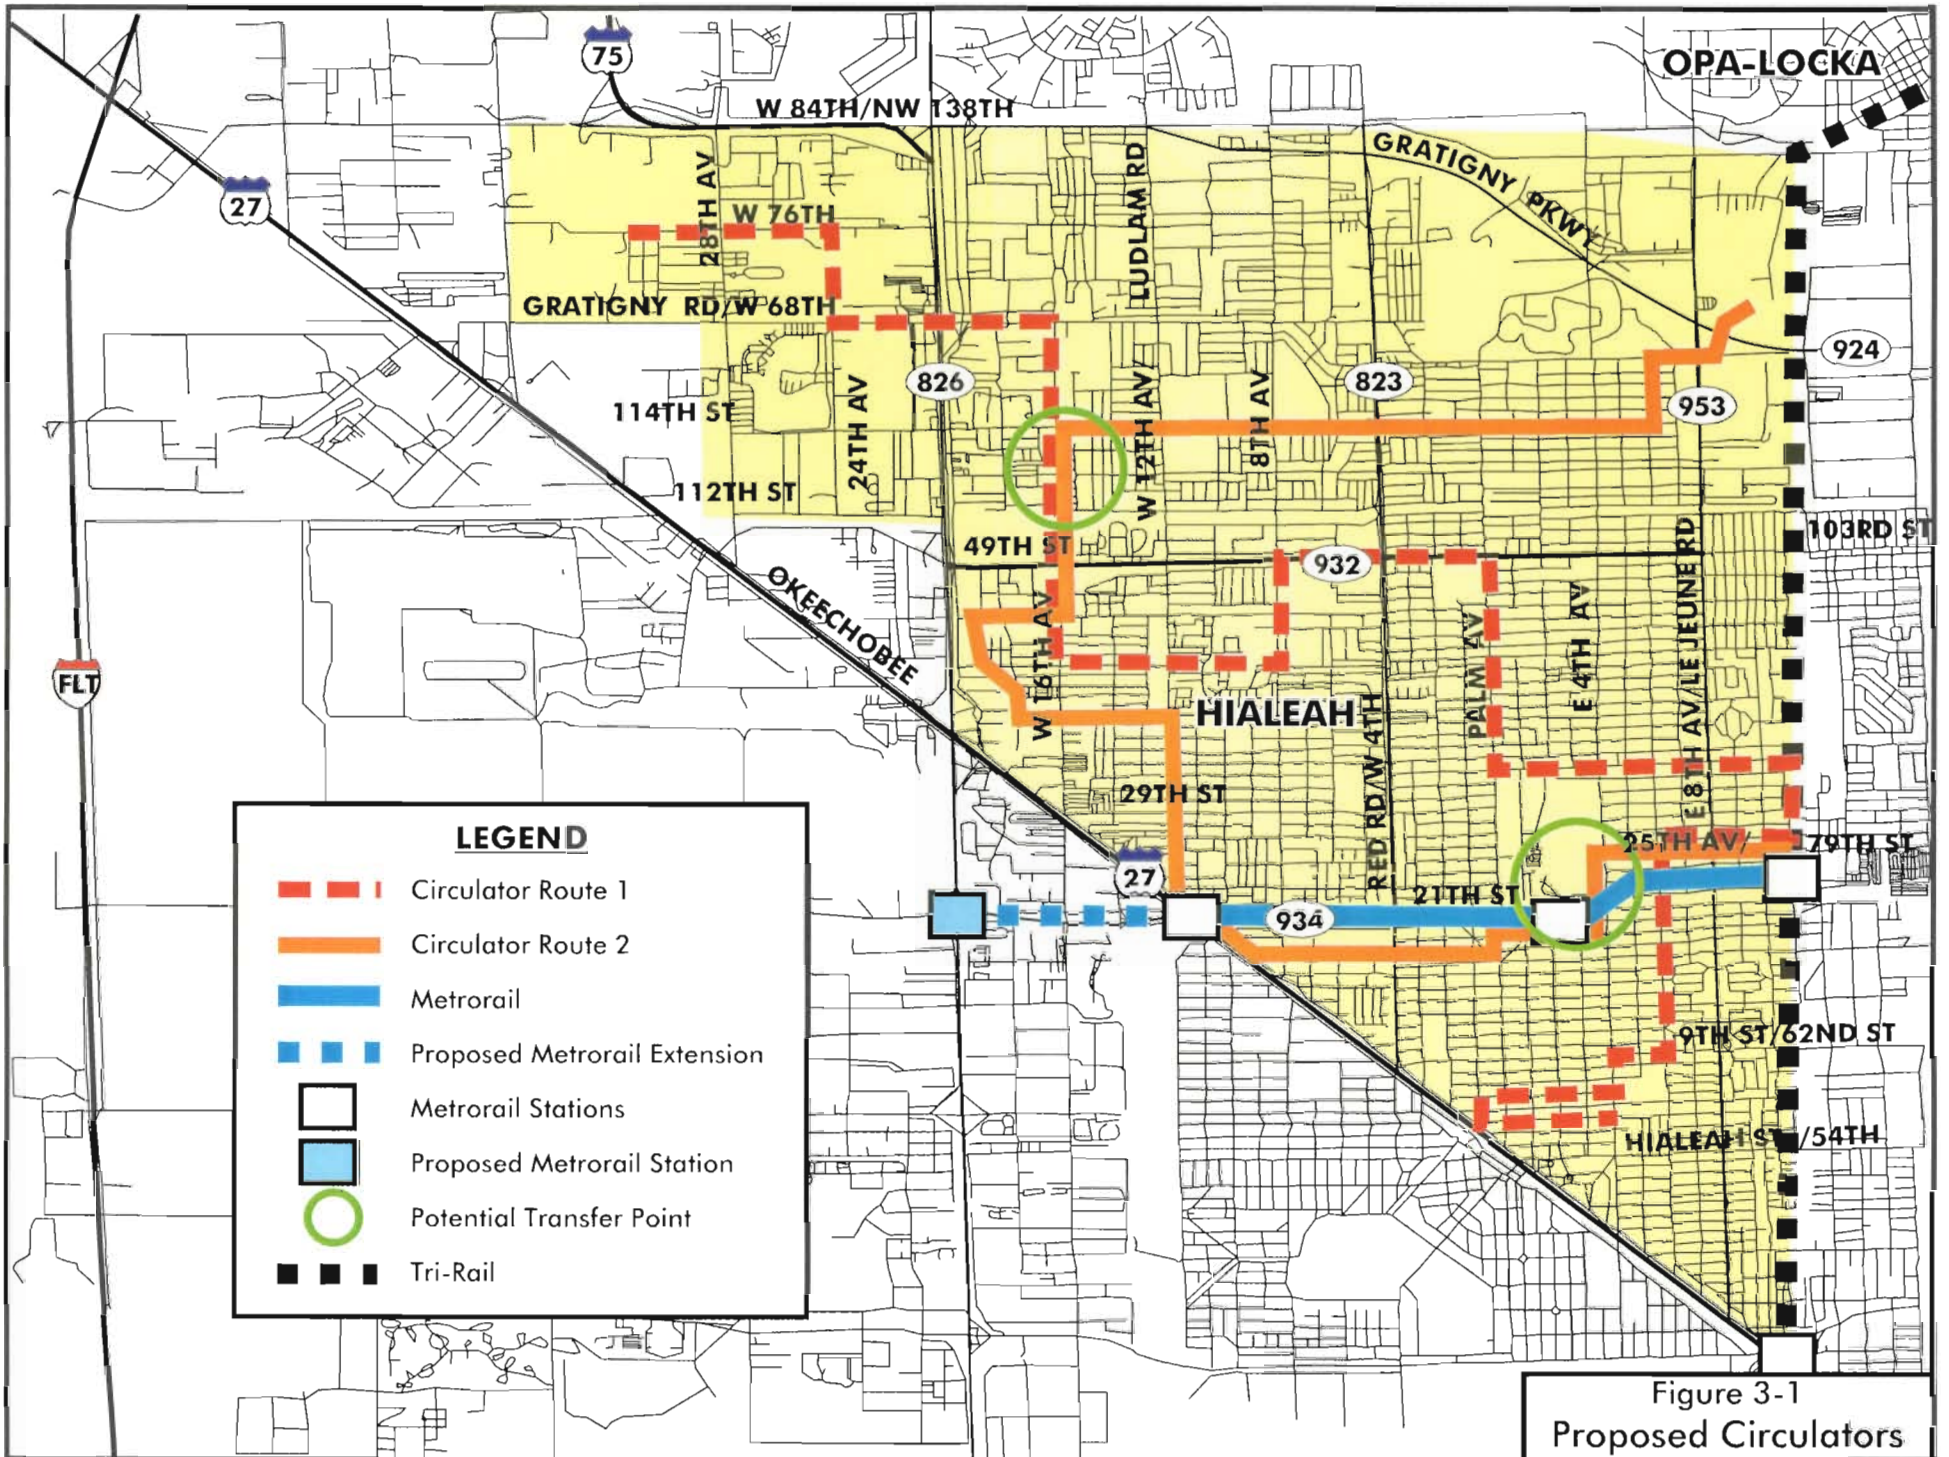 OPA-LOCKA
75
W 84TH/NW 138TH
GRATIGNY
PKWY
LUDLAM RD
28TH AV
27
W 76TH
GRATIGNY RD/W 68TH
924
826
823
953
114TH ST
24TH AV
W 12TH AV/
8TH AV
112TH ST
103RD ST
49TH ST
932
OKEECHOBEE
W 16TH AV
PALM AV
E 4TH AV
E 8TH AV/LE JEUNE RD
FLT
HIALEAH
RED RD/W 4TH
29TH ST
25TH AV/
79TH ST
27
21TH ST
934
9TH ST/62ND ST
HIALEAH ST /54TH
LEGEND
Circulator Route 1
Circulator Route 2
Metrorail
Proposed Metrorail Extension
Metrorail Stations
Proposed Metrorail Station
Potential Transfer Point
Tri-Rail
Figure 3-1
Proposed Circulators